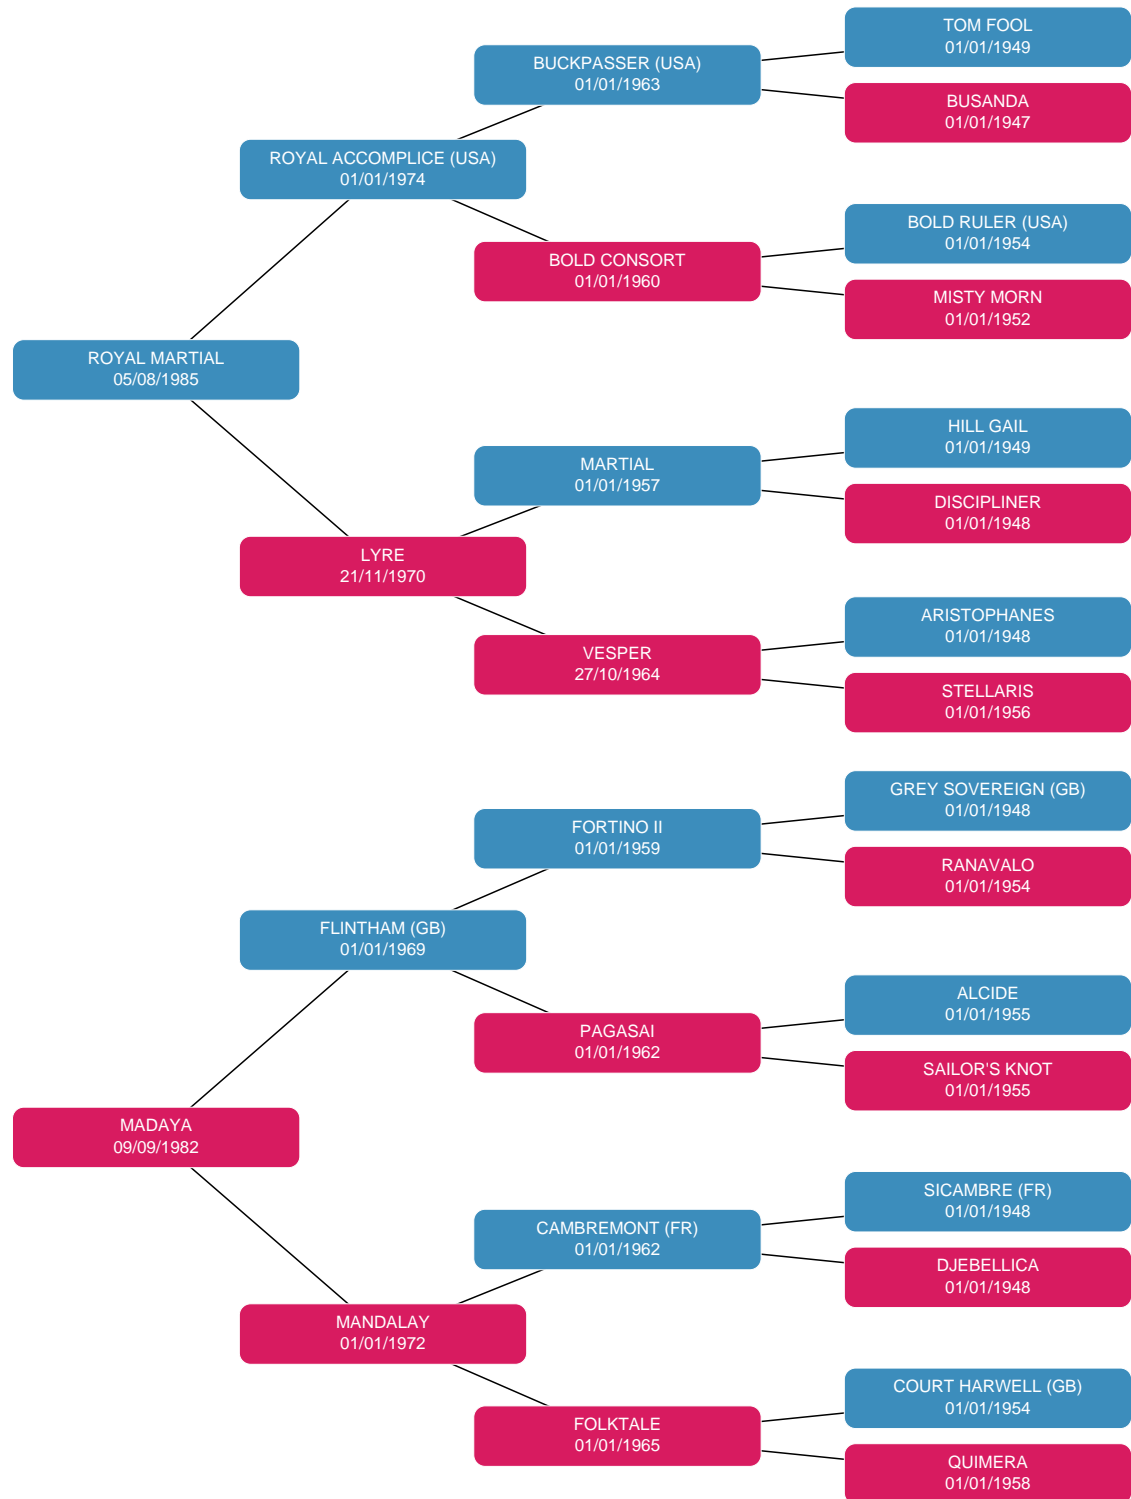 TOM FOOL
01/01/1949
BUCKPASSER (USA)
01/01/1963
BUSANDA
01/01/1947
ROYAL ACCOMPLICE (USA)
01/01/1974
BOLD RULER (USA)
01/01/1954
BOLD CONSORT
01/01/1960
MISTY MORN
01/01/1952
ROYAL MARTIAL
05/08/1985
HILL GAIL
01/01/1949
MARTIAL
01/01/1957
DISCIPLINER
01/01/1948
LYRE
21/11/1970
ARISTOPHANES
01/01/1948
VESPER
27/10/1964
STELLARIS
01/01/1956
GREY SOVEREIGN (GB)
01/01/1948
FORTINO II
01/01/1959
RANAVALO
01/01/1954
FLINTHAM (GB)
01/01/1969
ALCIDE
01/01/1955
PAGASAI
01/01/1962
SAILOR'S KNOT
01/01/1955
MADAYA
09/09/1982
SICAMBRE (FR)
01/01/1948
CAMBREMONT (FR)
01/01/1962
DJEBELLICA
01/01/1948
MANDALAY
01/01/1972
COURT HARWELL (GB)
01/01/1954
FOLKTALE
01/01/1965
QUIMERA
01/01/1958